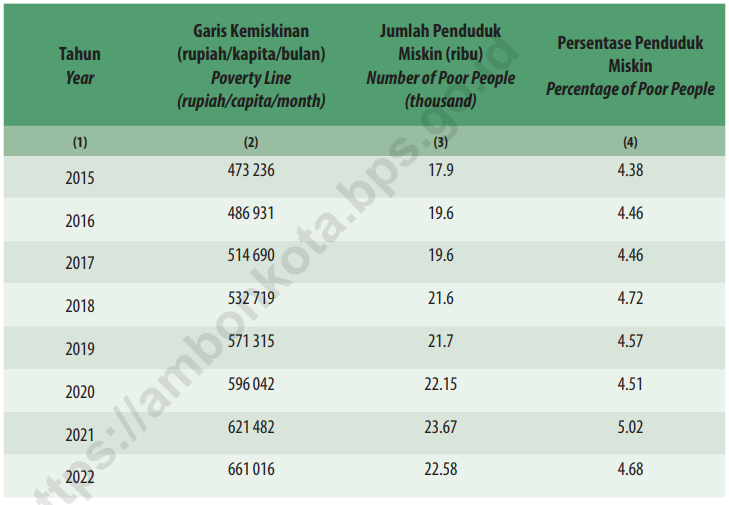 Tahun
Year
Garis Kemiskinan
(rupiah/kapita/bulan)
Poverty Line
(rupiah/capita/month)
Jumlah Penduduk
Miskin (ribu)
Number of Poor People
(thousand)
Persentase Penduduk
Miskin
Percentage of Poor People
(1) (2) (3) (4)
2015 473 236 17.9 4.38
2016 486 931 19.6 4.46
2017 514 690 19.6 4.46
2018 532 719 21.6 4.72
2019 571 315 21.7 4.57
2020 596 042 22.15 4.51
2021 621 482 23.67 5.02
2022 661 016 22.58 4.68
ttps://ambonkota.bps.go.id